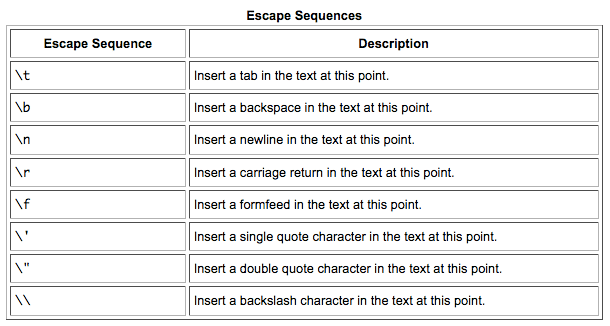 Escape Sequences
Escape Sequence Description
\t Insert a tab in the text at this point.
\b Insert a backspace in the text at this point.
\n Insert a newline in the text at this point.
\r Insert a carriage return in the text at this point.
\f Insert a formfeed in the text at this point.
\' Insert a single quote character in the text at this point.
\" Insert a double quote character in the text at this point.
\\ Insert a backslash character in the text at this point.